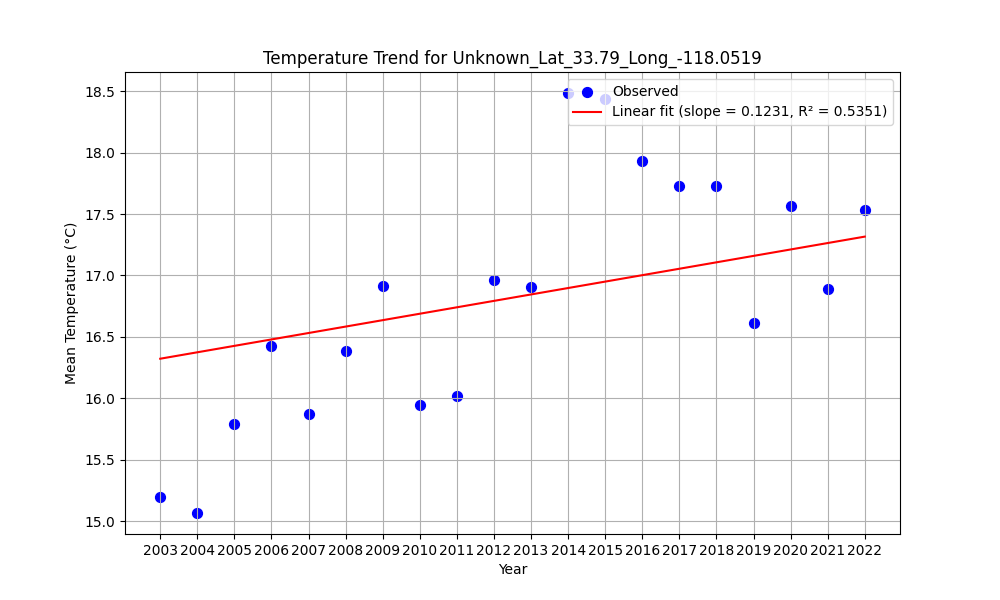 Temperature Trend for Unknown_Lat_33.79_Long_-118.0519
Observed
Linear fit (slope = 0.1231, R² = 0.5351)
18.5
18.0
17.5
17.0
16.5
16.0
15.5
15.0
Mean Temperature (°C)
2003 2004 2005 2006 2007 2008 2009 2010 2011 2012 2013 2014 2015 2016 2017 2018 2019 2020 2021 2022
Year